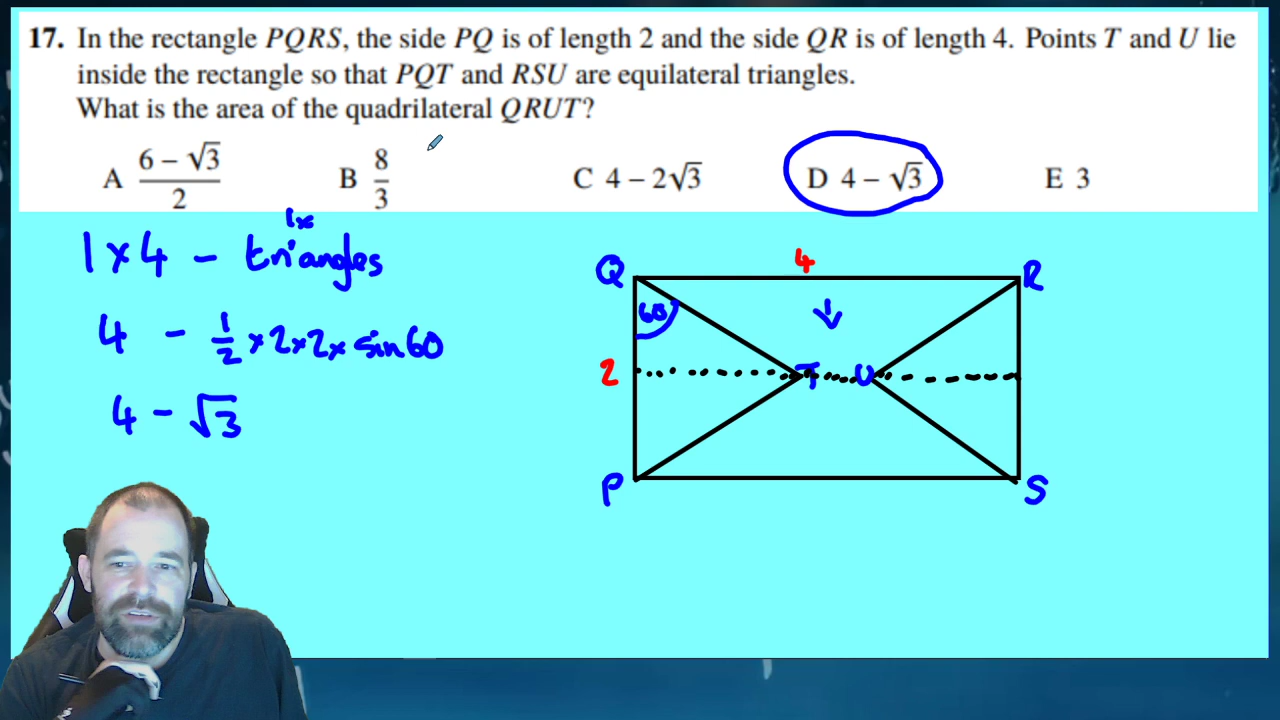 17. In the rectangle PQRS, the side PQ is of length 2 and the side QR is of length 4. Points T and U lie
inside the rectangle so that PQT and RSU are equilateral triangles.
What is the area of the quadrilateral QRUT?
A (6 − √3)/2 B 8/3 C 4 − 2√3 D 4 − √3 E 3
1x
1 x 4 - triangles
4 - 1/2 x 2 x 2 x sin60
4 - √3
4
Q R
60
2 T U
P S